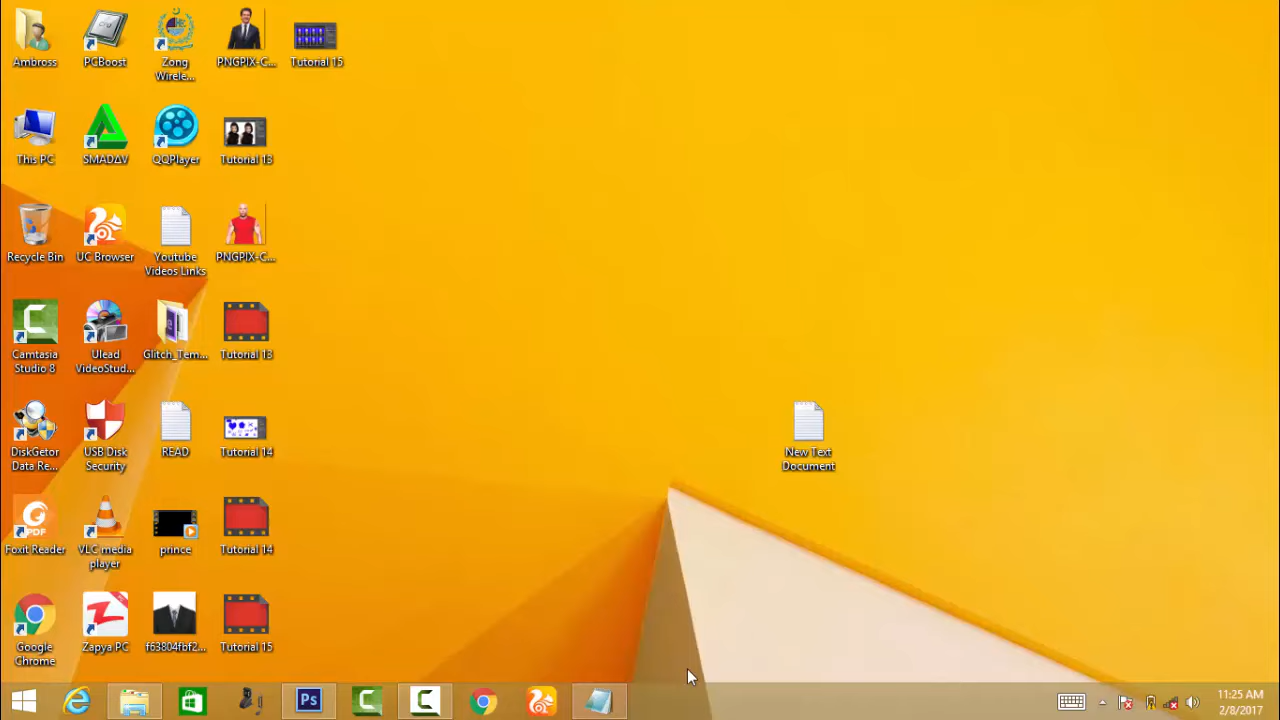 Ambross
PCBoost
Zong
Wirele...
PNGPIX-C...
Tutorial 15
This PC
SMADΔV
QQPlayer
Tutorial 13
Recycle Bin
UC Browser
Youtube
Videos Links
PNGPIX-C...
Camtasia
Studio 8
Ulead
VideoStud...
Glitch_Tem...
Tutorial 13
DiskGetor
Data Re...
USB Disk
Security
READ
Tutorial 14
New Text
Document
PDF
Foxit Reader
VLC media
player
prince
Tutorial 14
Google
Chrome
Zapya PC
f63804fbf2...
Tutorial 15
Ps
11:25 AM
2/8/2017